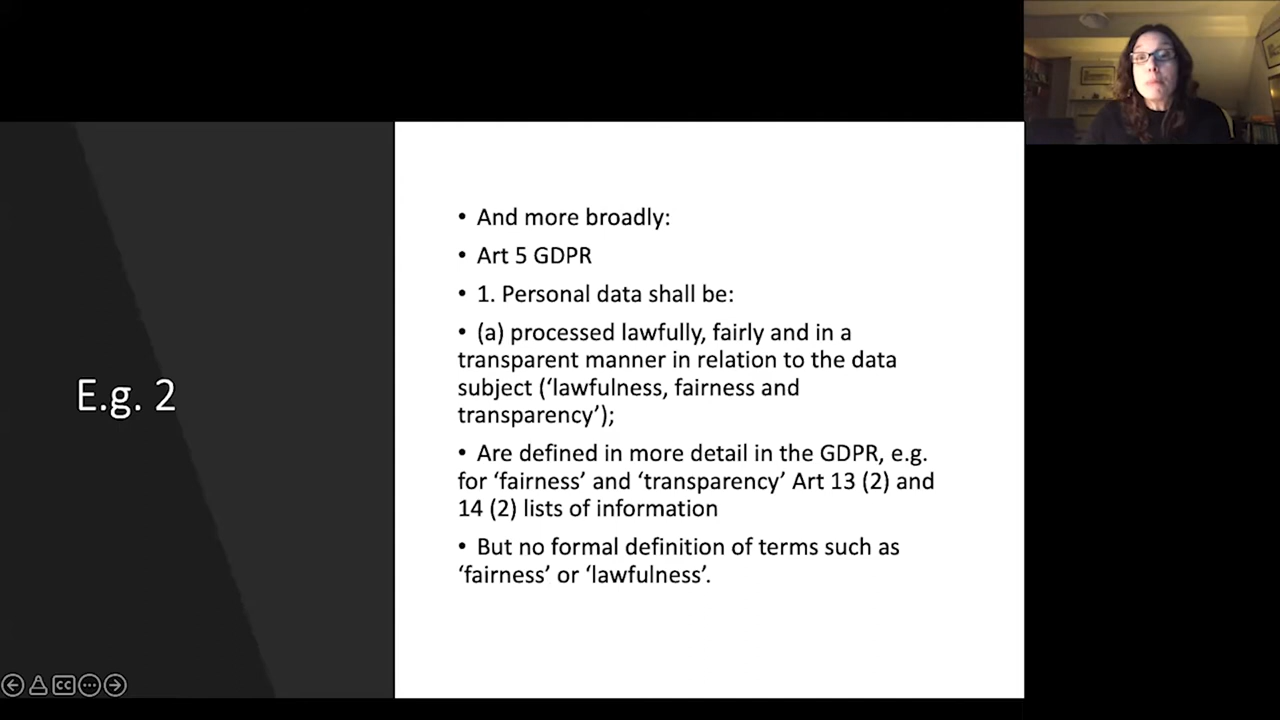 E.g. 2
• And more broadly:
• Art 5 GDPR
• 1. Personal data shall be:
• (a) processed lawfully, fairly and in a
transparent manner in relation to the data
subject (‘lawfulness, fairness and
transparency’);
• Are defined in more detail in the GDPR, e.g.
for ‘fairness’ and ‘transparency’ Art 13 (2) and
14 (2) lists of information
• But no formal definition of terms such as
‘fairness’ or ‘lawfulness’.
CC